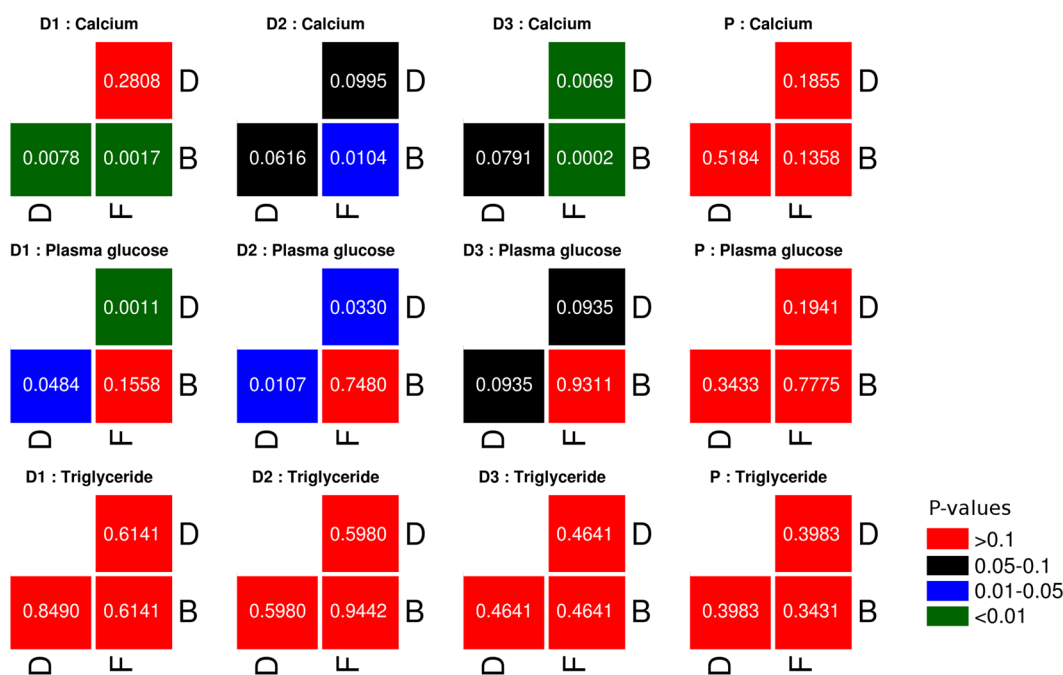 D1 : Calcium
D2 : Calcium
D3 : Calcium
P : Calcium
0.2808 D
0.0995 D
0.0069 D
0.1855 D
0.0078 0.0017 B
0.0616 0.0104 B
0.0791 0.0002 B
0.5184 0.1358 B
D F
D F
D F
D F
D1 : Plasma glucose
D2 : Plasma glucose
D3 : Plasma glucose
P : Plasma glucose
0.0011 D
0.0330 D
0.0935 D
0.1941 D
0.0484 0.1558 B
0.0107 0.7480 B
0.0935 0.9311 B
0.3433 0.7775 B
D F
D F
D F
D F
D1 : Triglyceride
D2 : Triglyceride
D3 : Triglyceride
P : Triglyceride
0.6141 D
0.5980 D
0.4641 D
0.3983 D
0.8490 0.6141 B
0.5980 0.9442 B
0.4641 0.4641 B
0.3983 0.3431 B
D F
D F
D F
D F
P-values
>0.1
0.05-0.1
0.01-0.05
<0.01